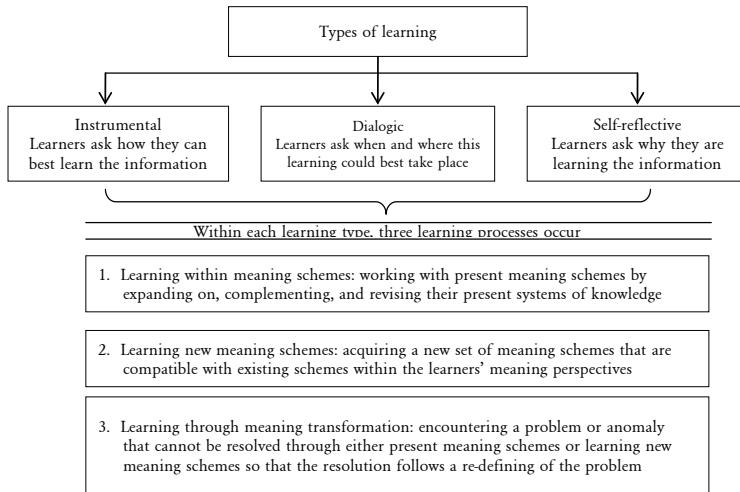 Types of learning
Instrumental
Learners ask how they can
best learn the information
Dialogic
Learners ask when and where this
learning could best take place
Self-reflective
Learners ask why they are
learning the information
Within each learning type, three learning processes occur
1. Learning within meaning schemes: working with present meaning schemes by
expanding on, complementing, and revising their present systems of knowledge
2. Learning new meaning schemes: acquiring a new set of meaning schemes that are
compatible with existing schemes within the learners’ meaning perspectives
3. Learning through meaning transformation: encountering a problem or anomaly
that cannot be resolved through either present meaning schemes or learning new
meaning schemes so that the resolution follows a re-defining of the problem